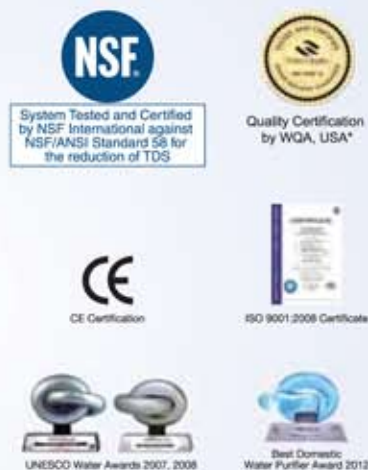 NSF
System Tested and Certified
by NSF International against
NSF/ANSI Standard 58 for
the reduction of TDS
Quality Certification
by WQA, USA*
CE
CE Certification
ISO 9001:2008 Certificate
UNESCO Water Awards 2007, 2008
Best Domestic
Water Purifier Award 2012